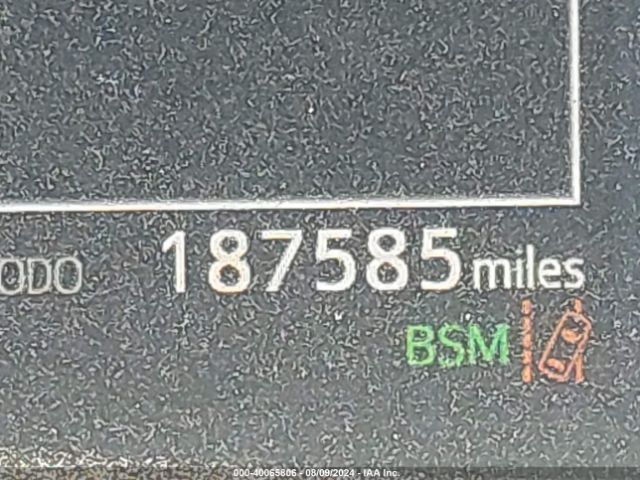 ODO 187585 miles
BSM
000-40065806 - 08/09/2024 - IAA Inc.